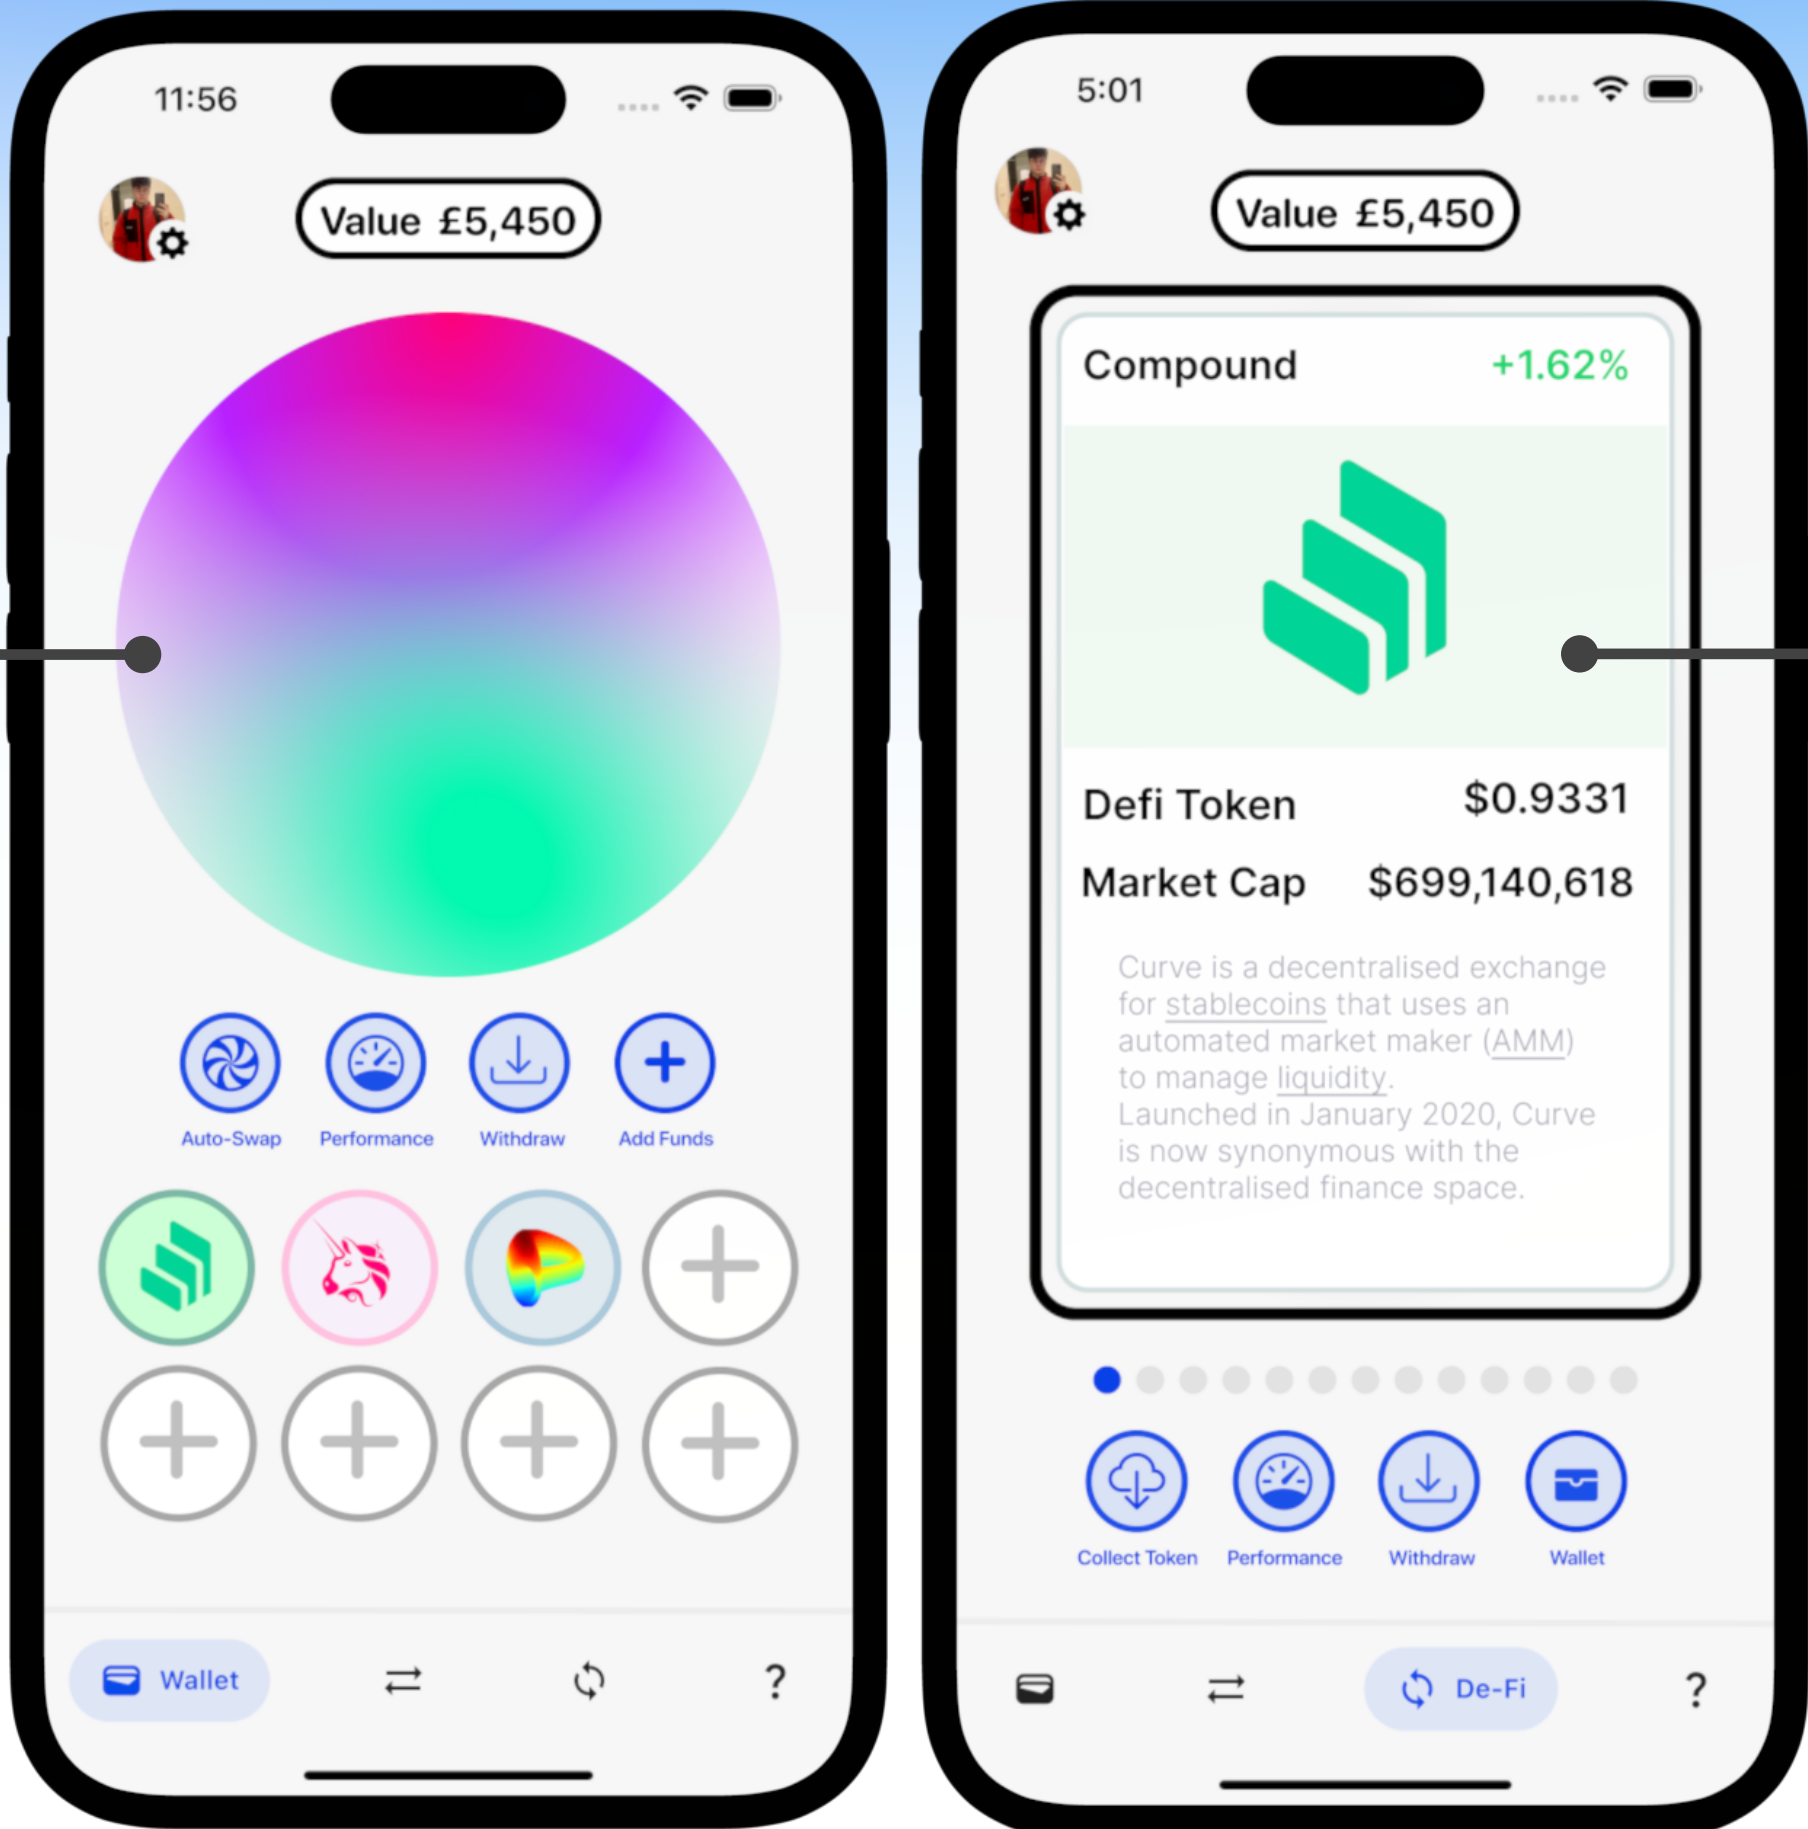 11:56
Value £5,450
Auto-Swap Performance Withdraw Add Funds
Wallet ?
5:01
Value £5,450
Compound +1.62%
Defi Token $0.9331
Market Cap $699,140,618
Curve is a decentralised exchange
for stablecoins that uses an
automated market maker (AMM)
to manage liquidity.
Launched in January 2020, Curve
is now synonymous with the
decentralised finance space.
Collect Token Performance Withdraw Wallet
De-Fi ?